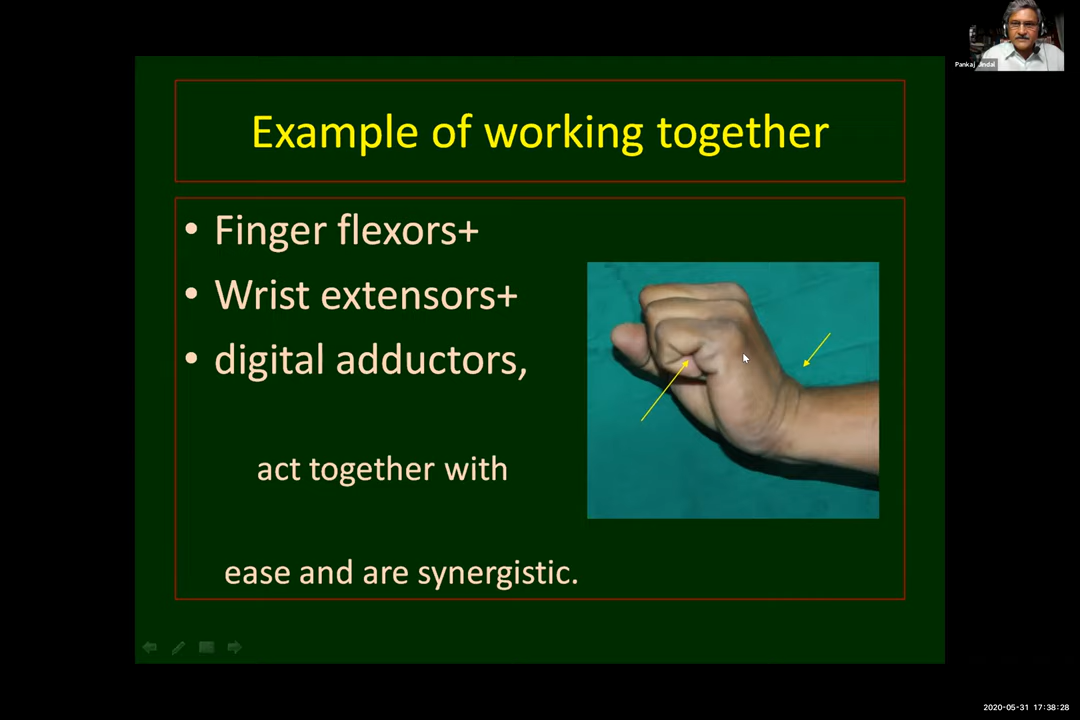 Pankaj Jindal
Example of working together
• Finger flexors+
• Wrist extensors+
• digital adductors,
act together with
ease and are synergistic.
2020-05-31 17:38:28